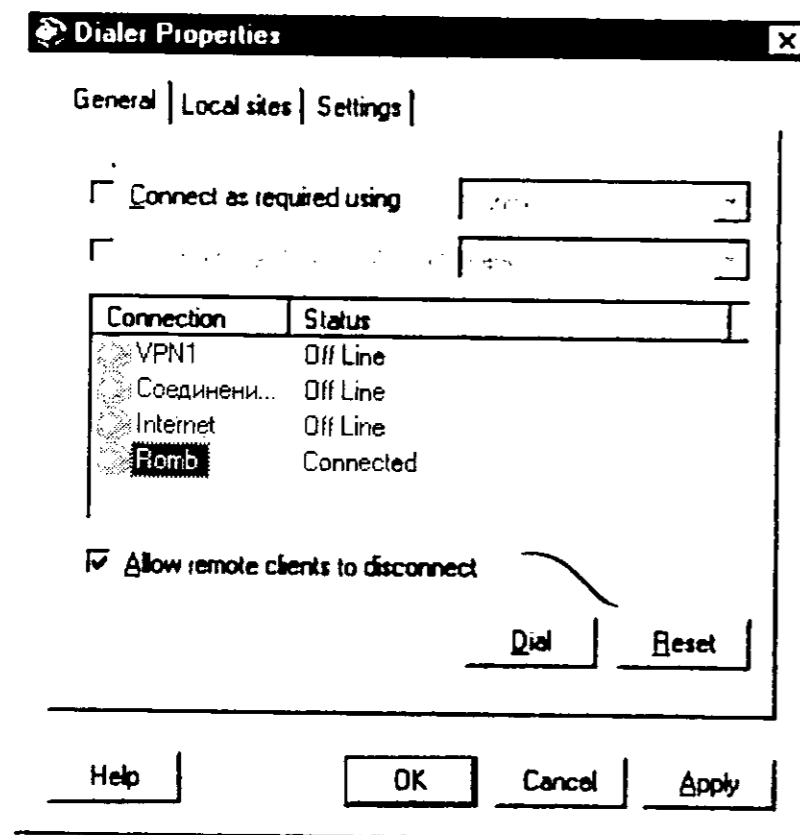 Dialer Properties
General Local sites Settings
Connect as required using
Connection Status
VPN1 Off Line
Соединени... Off Line
Internet Off Line
Romb Connected
Allow remote clients to disconnect
Dial Reset
Help OK Cancel Apply